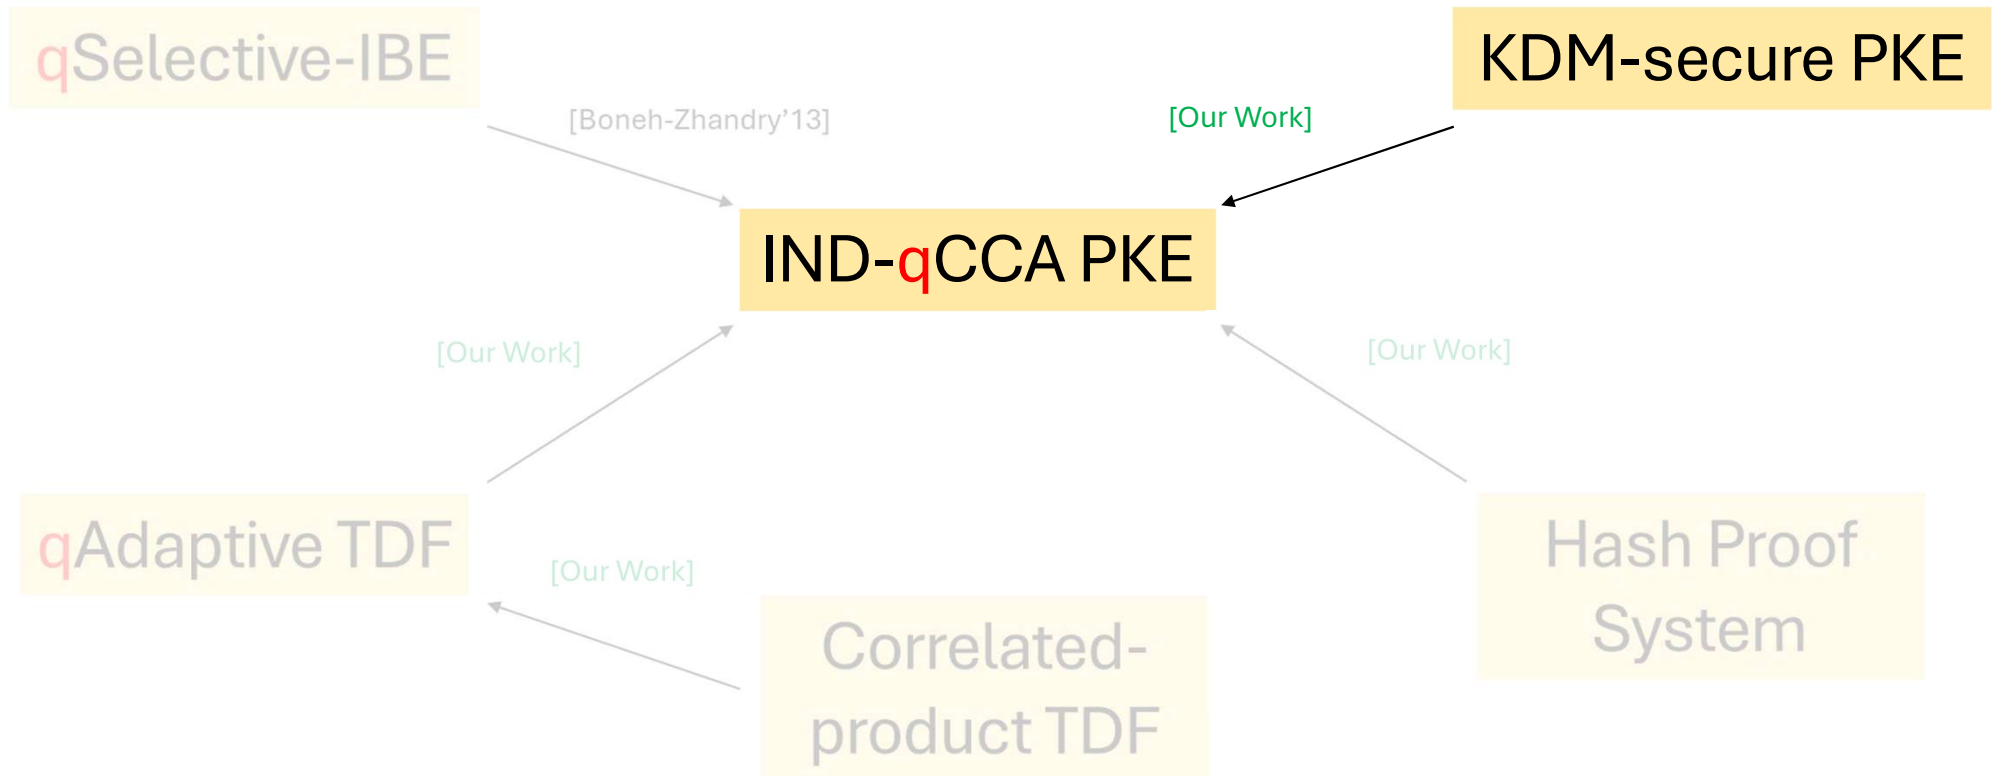 qSelective-IBE
KDM-secure PKE
[Boneh-Zhandry’13]
[Our Work]
IND-qCCA PKE
[Our Work]
[Our Work]
qAdaptive TDF
[Our Work]
Hash Proof
System
Correlated-
product TDF